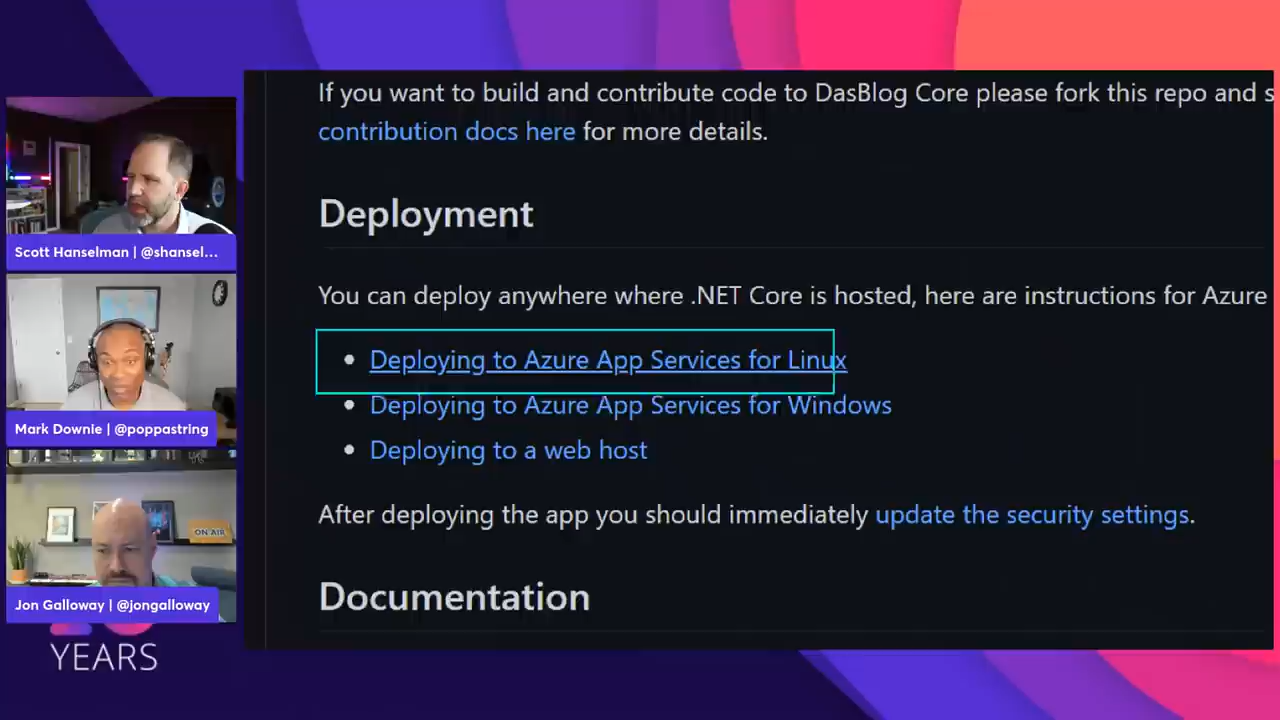 If you want to build and contribute code to DasBlog Core please fork this repo and s
contribution docs here for more details.
Deployment
You can deploy anywhere where .NET Core is hosted, here are instructions for Azure
Deploying to Azure App Services for Linux
Deploying to Azure App Services for Windows
Deploying to a web host
After deploying the app you should immediately update the security settings.
Documentation
Scott Hanselman | @shansel...
Mark Downie | @poppastring
ON AIR
Jon Galloway | @jongalloway
YEARS